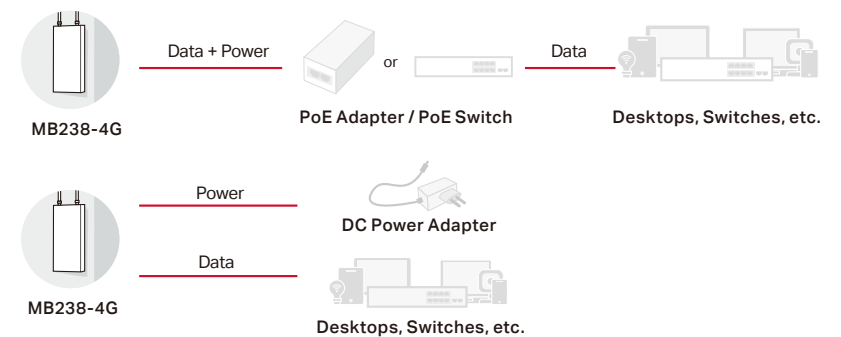 Data + Power
or
Data
MB238-4G
PoE Adapter / PoE Switch
Desktops, Switches, etc.
Power
DC Power Adapter
Data
MB238-4G
Desktops, Switches, etc.